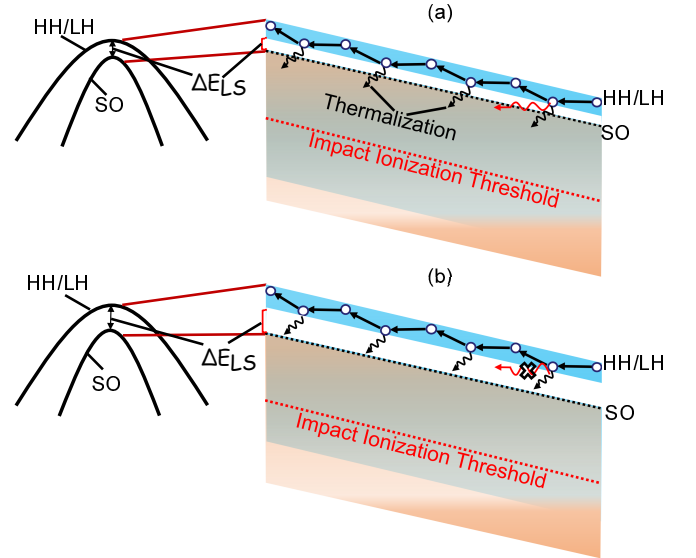 (a)
HH/LH
ΔELS
SO
HH/LH
Thermalization
SO
Impact Ionization Threshold
(b)
HH/LH
ΔELS
SO
HH/LH
SO
Impact Ionization Threshold